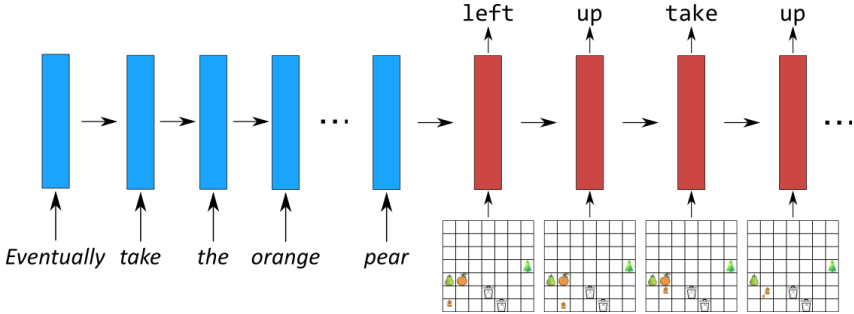 left up take up
... ...
Eventually take the orange pear